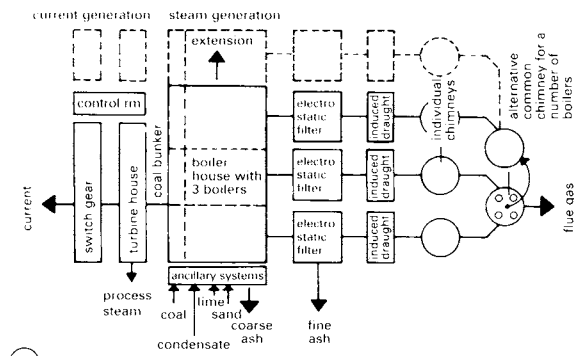 current generation
steam generation
extension
control rm
coal bunker
electro
static
filter
induced
draught
individual
chimneys
alternative
common
chimney for a
number of
boilers
boiler
house with
3 boilers
electro
static
filter
induced
draught
current
switch gear
turbine house
flue gas
electro
static
filter
induced
draught
ancillary systems
process
steam
coal
lime
sand
condensate
coarse
ash
fine
ash